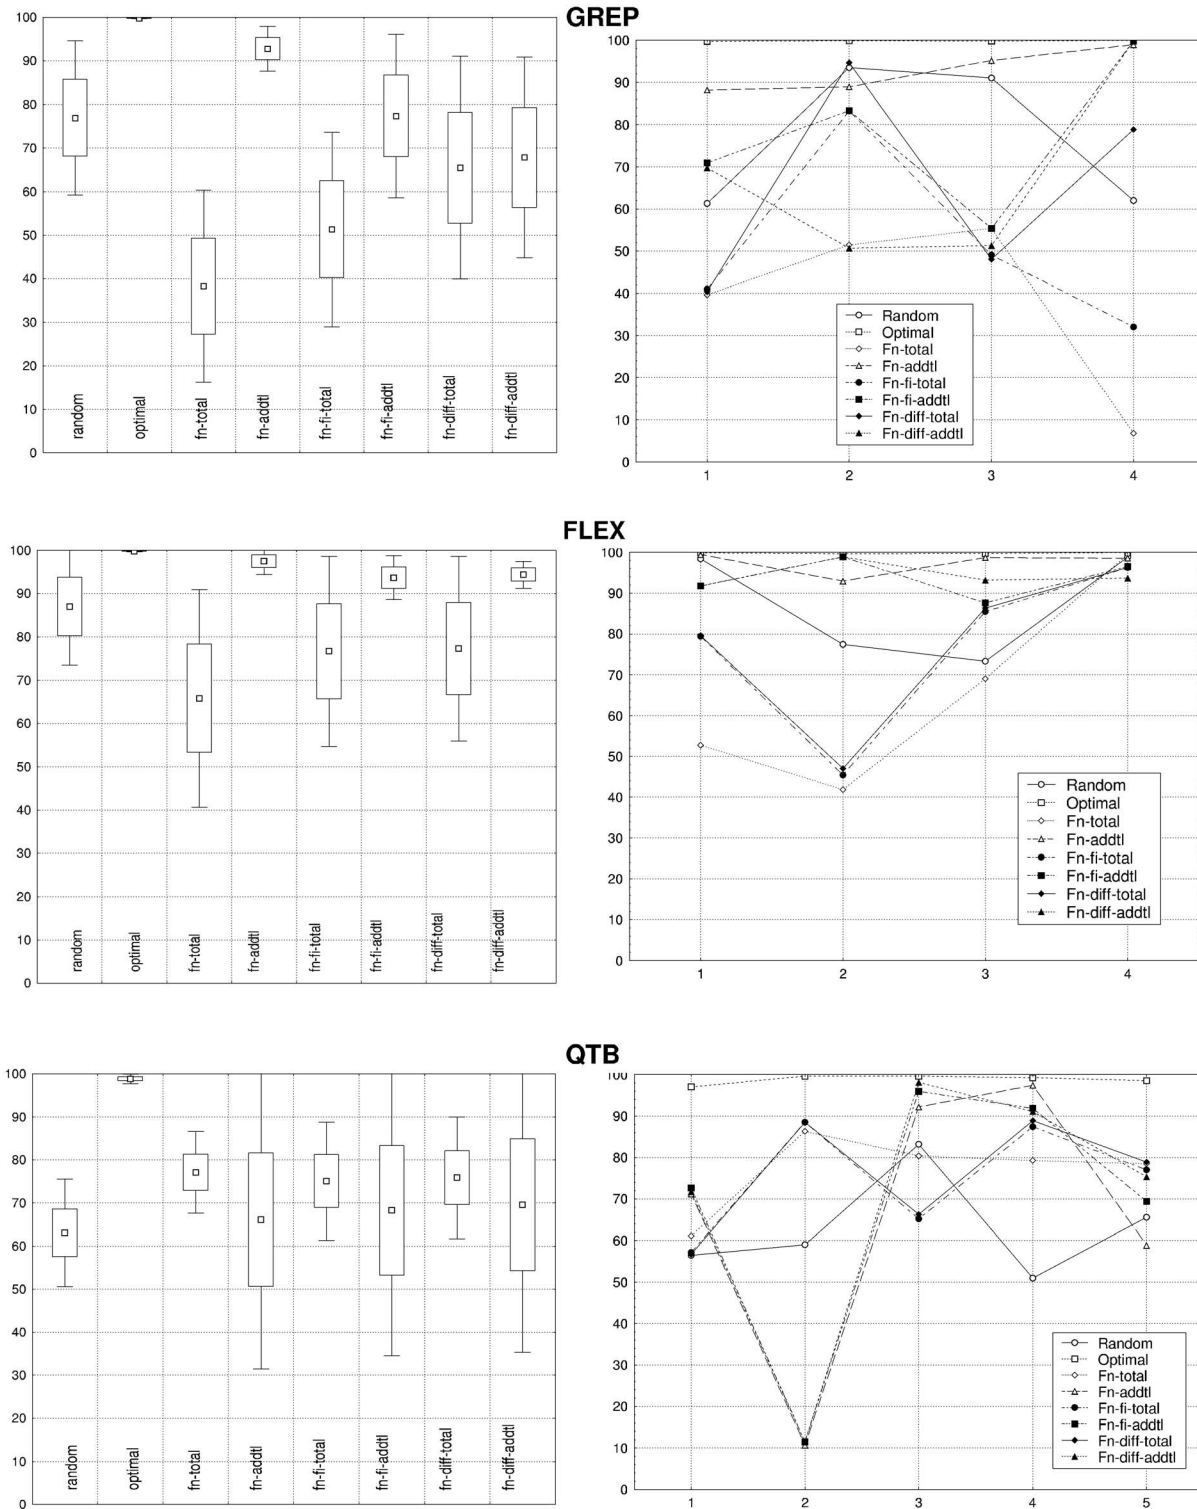 GREP
100
90
80
70
60
50
40
30
20
10
0
random
optimal
fn-total
fn-addtl
fn-fi-total
fn-fi-addtl
fn-diff-total
fn-diff-addtl
100
90
80
70
60
50
40
30
20
10
0
Random
Optimal
Fn-total
Fn-addtl
Fn-fi-total
Fn-fi-addtl
Fn-diff-total
Fn-diff-addtl
1 2 3 4
FLEX
100
90
80
70
60
50
40
30
20
10
0
random
optimal
fn-total
fn-addtl
fn-fi-total
fn-fi-addtl
fn-diff-total
fn-diff-addtl
100
90
80
70
60
50
40
30
20
10
0
Random
Optimal
Fn-total
Fn-addtl
Fn-fi-total
Fn-fi-addtl
Fn-diff-total
Fn-diff-addtl
1 2 3 4
QTB
100
90
80
70
60
50
40
30
20
10
0
random
optimal
fn-total
fn-addtl
fn-fi-total
fn-fi-addtl
fn-diff-total
fn-diff-addtl
100
90
80
70
60
50
40
30
20
10
0
Random
Optimal
Fn-total
Fn-addtl
Fn-fi-total
Fn-fi-addtl
Fn-diff-total
Fn-diff-addtl
1 2 3 4 5